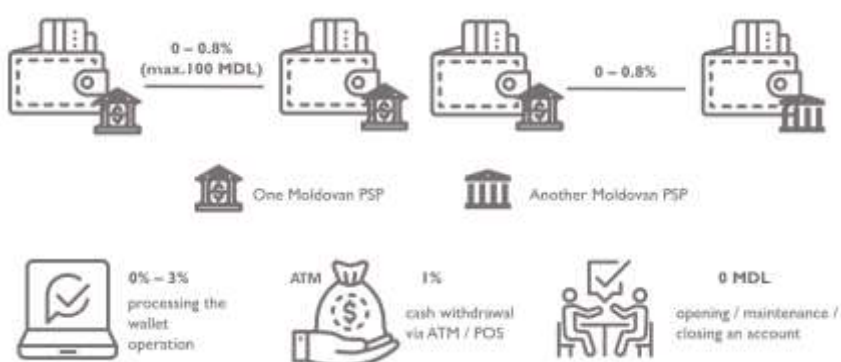 0 – 0.8%
(max.100 MDL)
0 – 0.8%
One Moldovan PSP
Another Moldovan PSP
0% – 3%
processing the
wallet
operation
ATM
1%
cash withdrawal
via ATM / POS
0 MDL
opening / maintenance /
closing an account